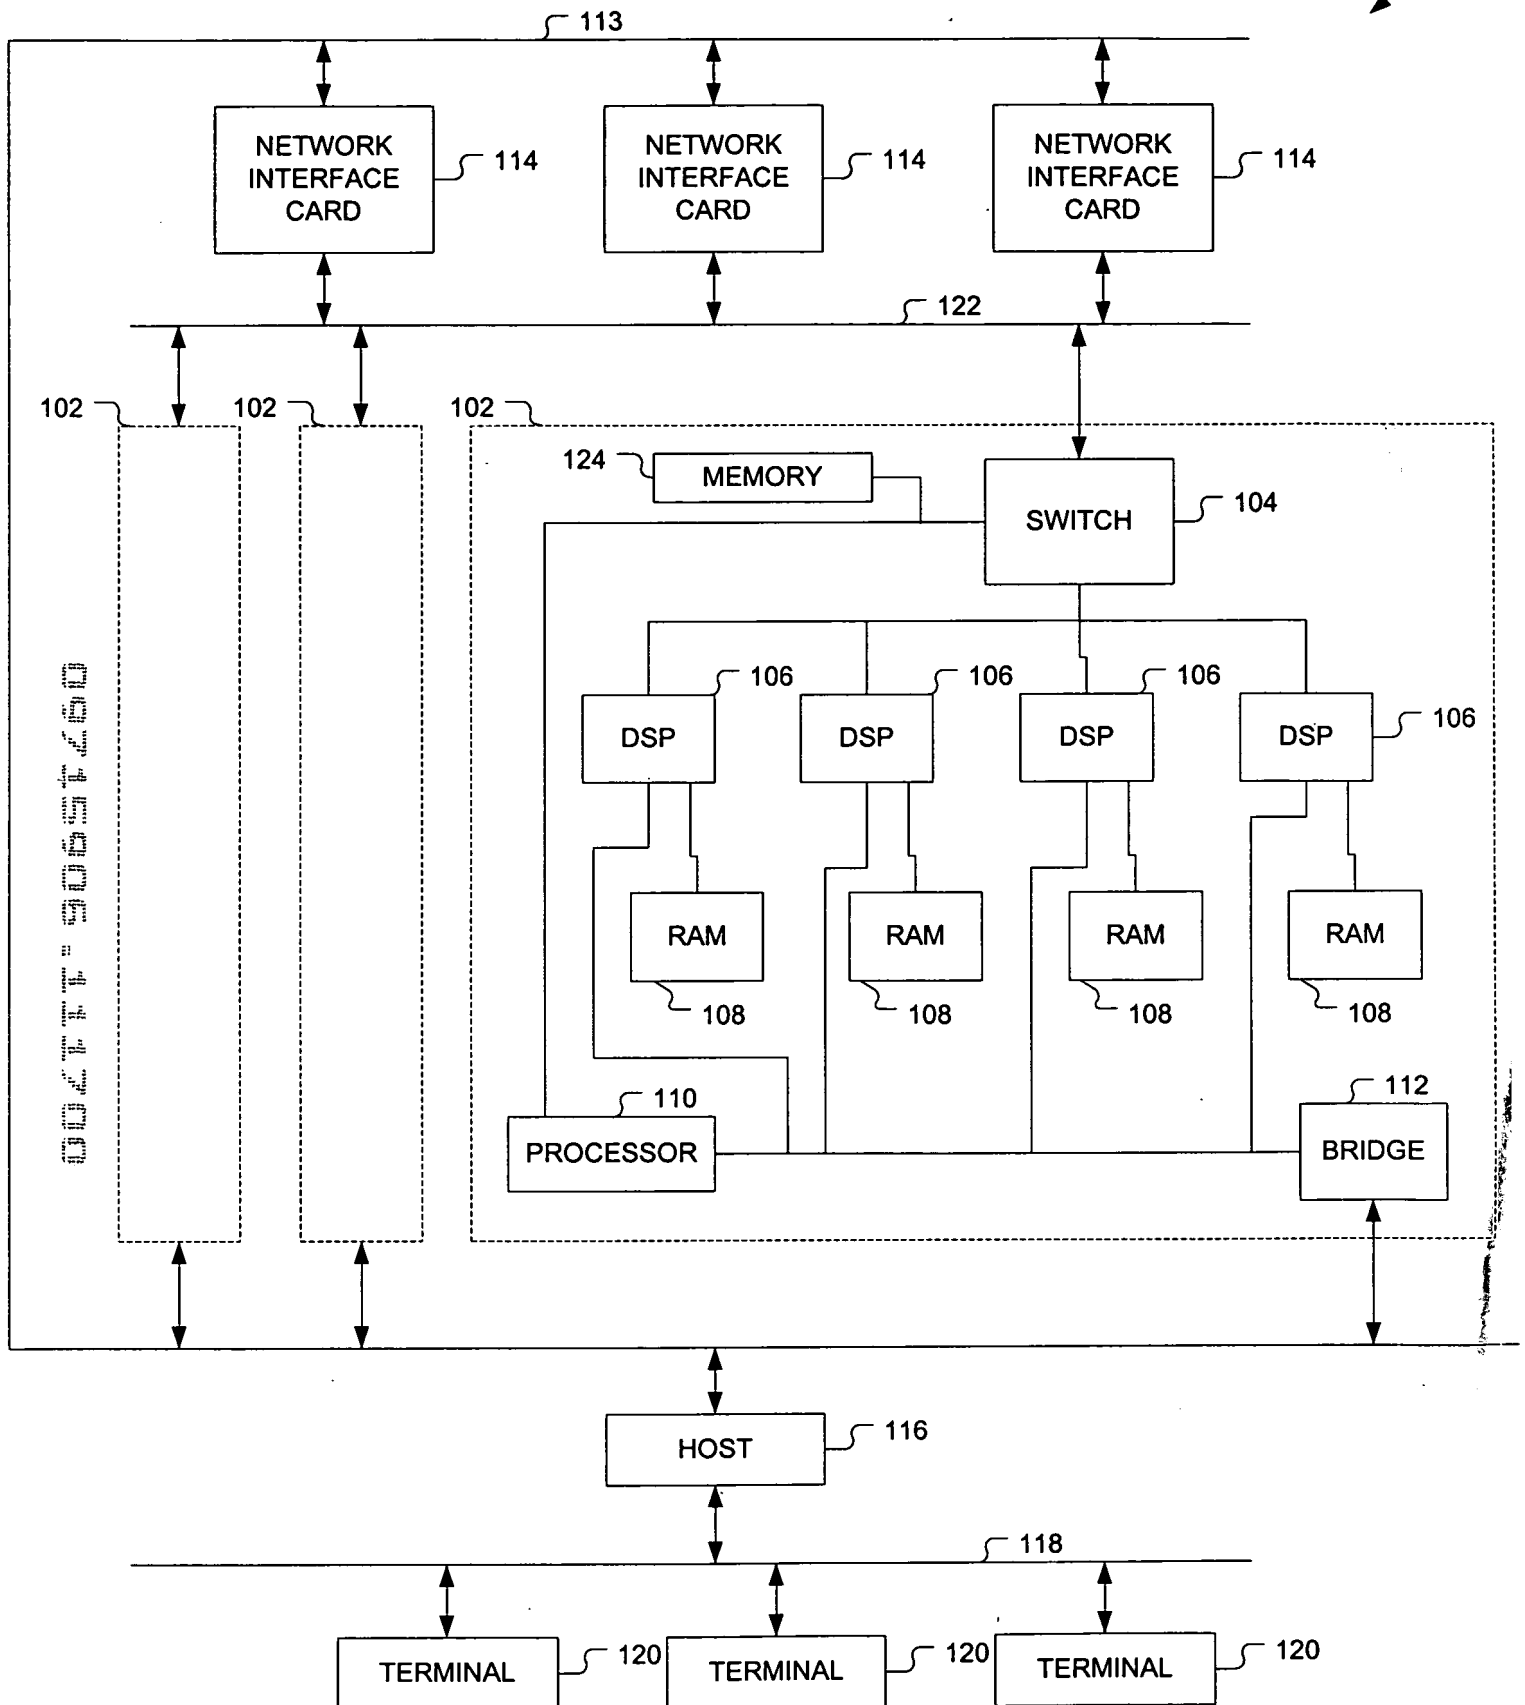 113
NETWORK
INTERFACE
CARD
114
NETWORK
INTERFACE
CARD
114
NETWORK
INTERFACE
CARD
114
122
102
102
102
124
MEMORY
SWITCH
104
106
106
106
106
DSP
DSP
DSP
DSP
RAM
RAM
RAM
RAM
108
108
108
108
110
PROCESSOR
112
BRIDGE
HOST
116
118
TERMINAL
120
TERMINAL
120
TERMINAL
120